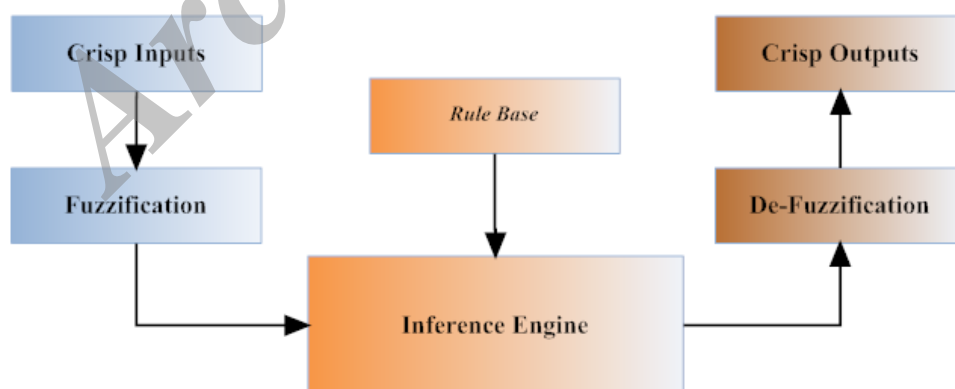 Crisp Inputs
Fuzzification
Rule Base
Inference Engine
De-Fuzzification
Crisp Outputs